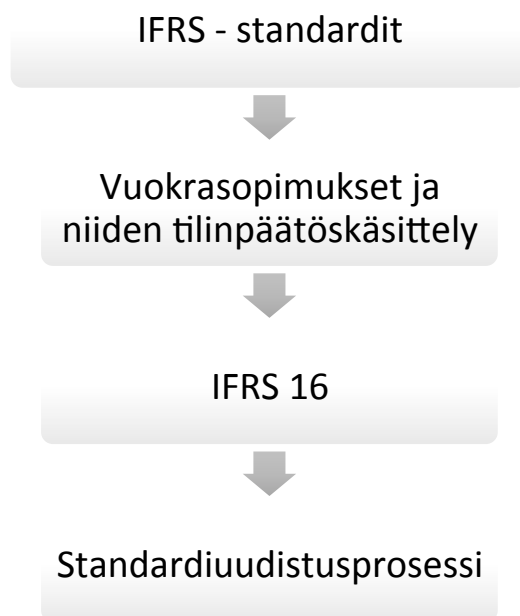 IFRS - standardit
Vuokrasopimukset ja
niiden tilinpäätöskäsittely
IFRS 16
Standardiuudistusprosessi